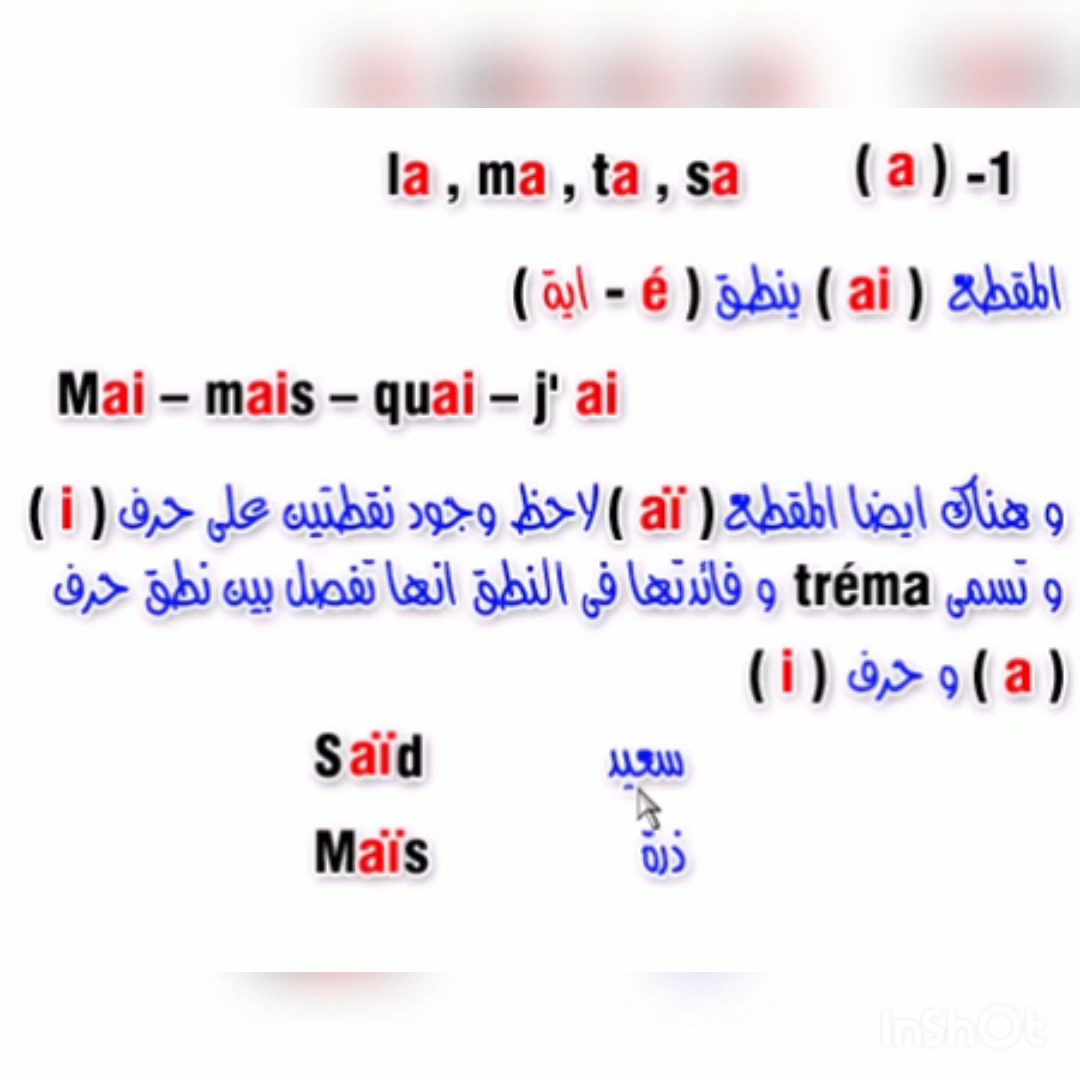 1- ( a ) la , ma , ta , sa
المقطع ( ai ) ينطق ( é - اية )
Mai – mais – quai – j' ai
و هناك ايضا المقطع ( aï ) لاحظ وجود نقطتين على حرف ( i )
و تسمى tréma و فائدتها فى النطق انها تفصل بين نطق حرف
( a ) و حرف ( i )
سعيد Saïd
ذرة Maïs
InShOt